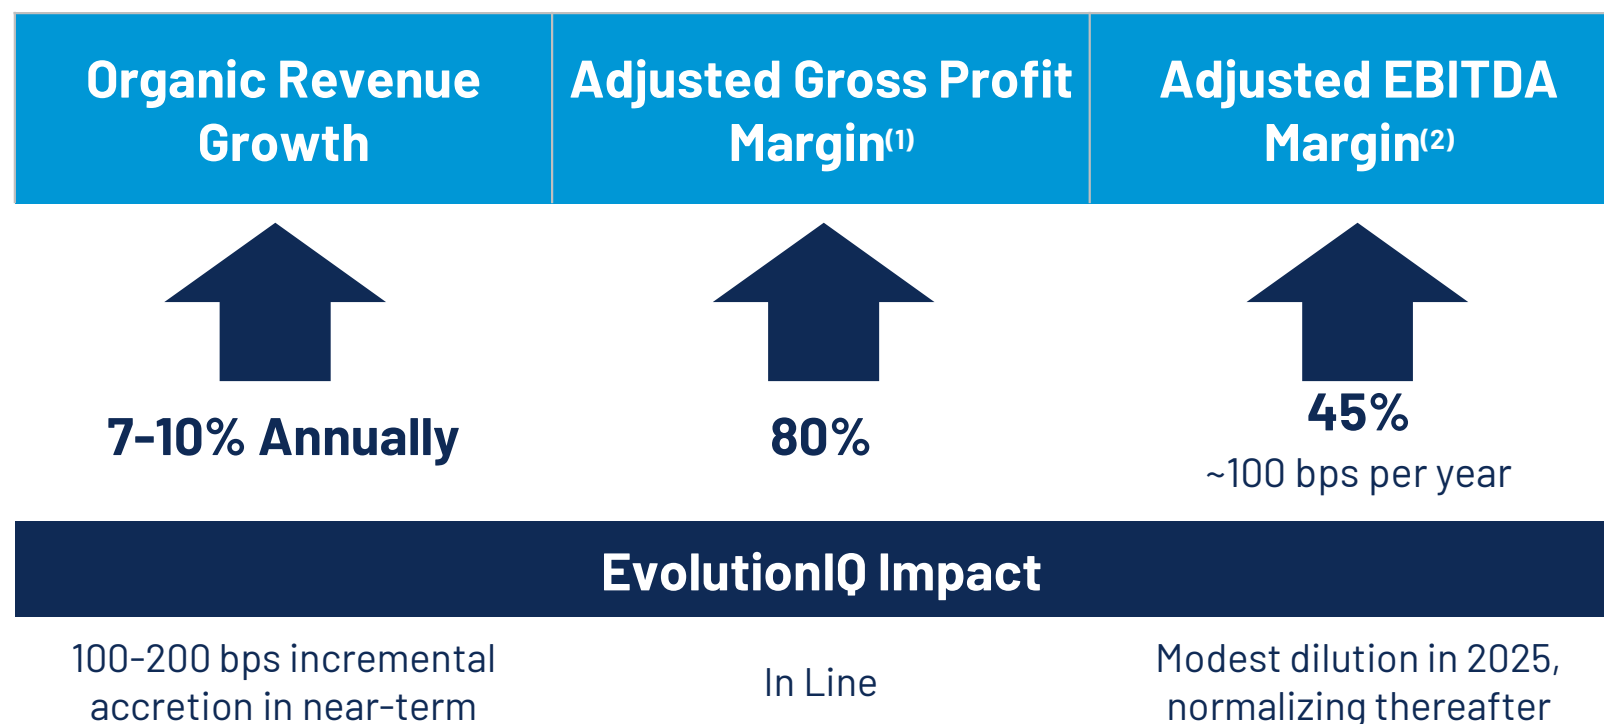 Organic Revenue
Growth
Adjusted Gross Profit
Margin(1)
Adjusted EBITDA
Margin(2)
7-10% Annually
80%
45%
~100 bps per year
EvolutionIQ Impact
100-200 bps incremental
accretion in near-term
In Line
Modest dilution in 2025,
normalizing thereafter